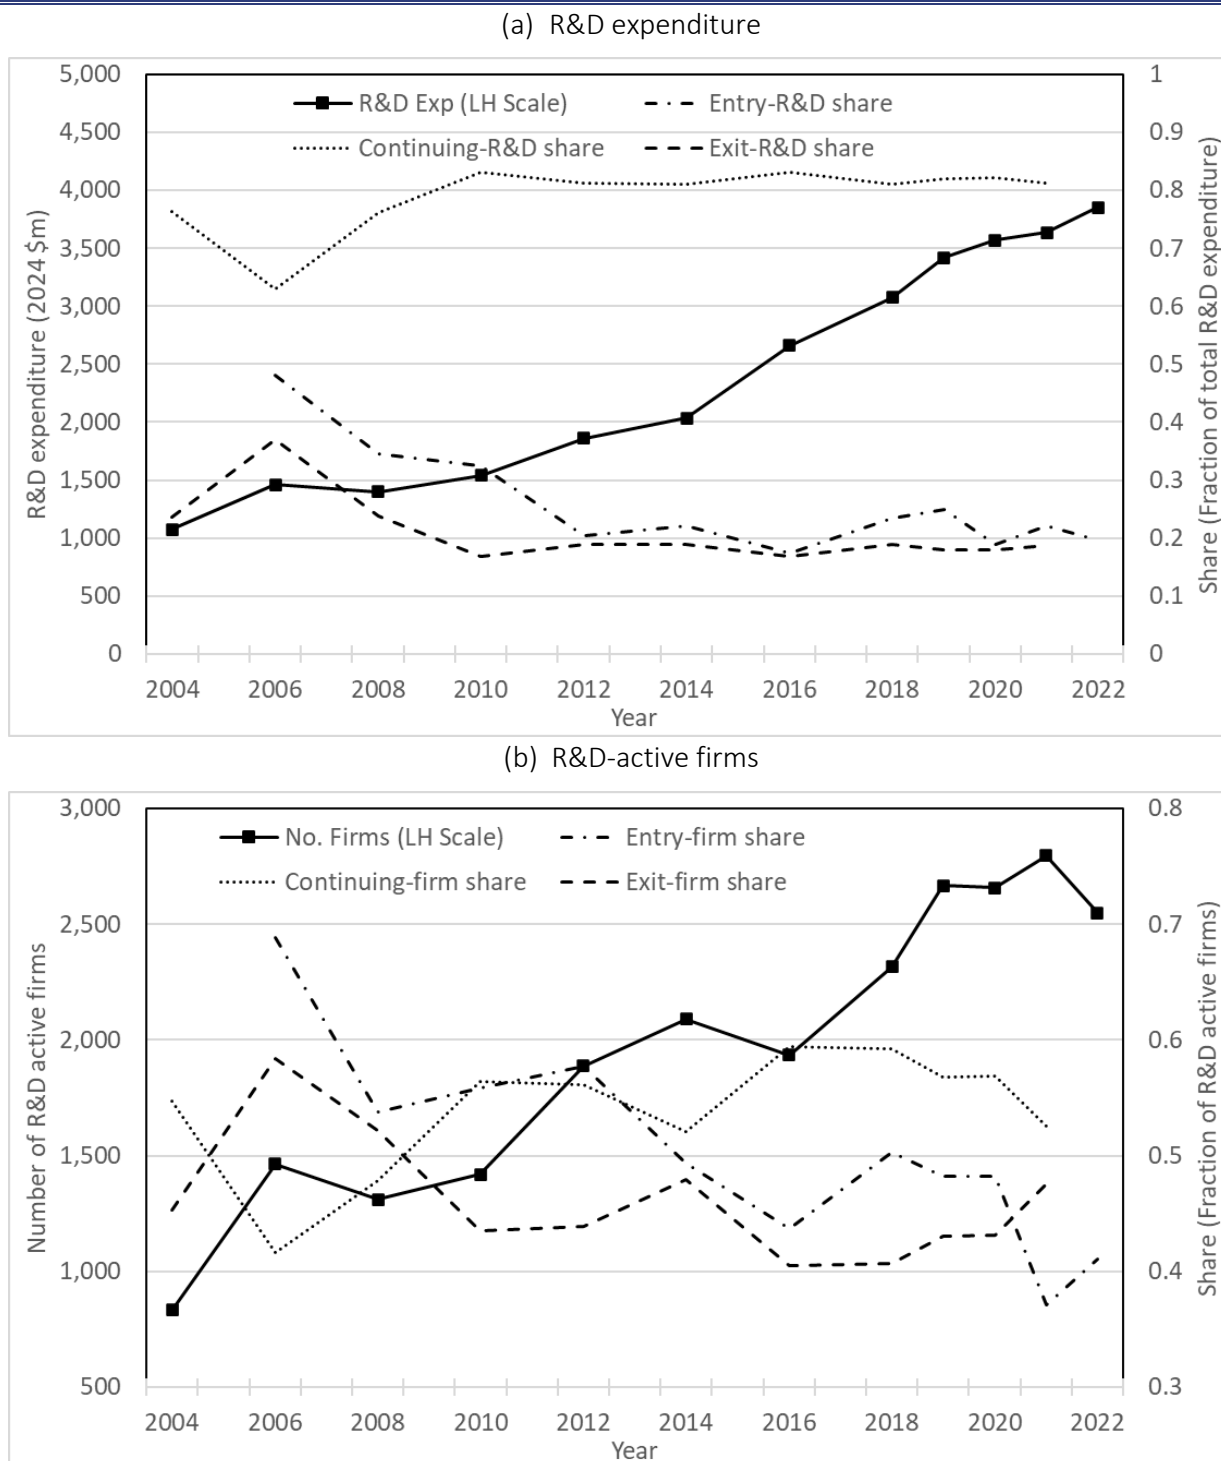 (a) R&D expenditure
R&D Exp (LH Scale)
Entry-R&D share
Continuing-R&D share
Exit-R&D share
R&D expenditure (2024 $m)
5,000
4,500
4,000
3,500
3,000
2,500
2,000
1,500
1,000
500
0
Share (Fraction of total R&D expenditure)
1
0.9
0.8
0.7
0.6
0.5
0.4
0.3
0.2
0.1
0
2004 2006 2008 2010 2012 2014 2016 2018 2020 2022
Year
(b) R&D-active firms
No. Firms (LH Scale)
Entry-firm share
Continuing-firm share
Exit-firm share
Number of R&D active firms
3,000
2,500
2,000
1,500
1,000
500
Share (Fraction of R&D active firms)
0.8
0.7
0.6
0.5
0.4
0.3
2004 2006 2008 2010 2012 2014 2016 2018 2020 2022
Year